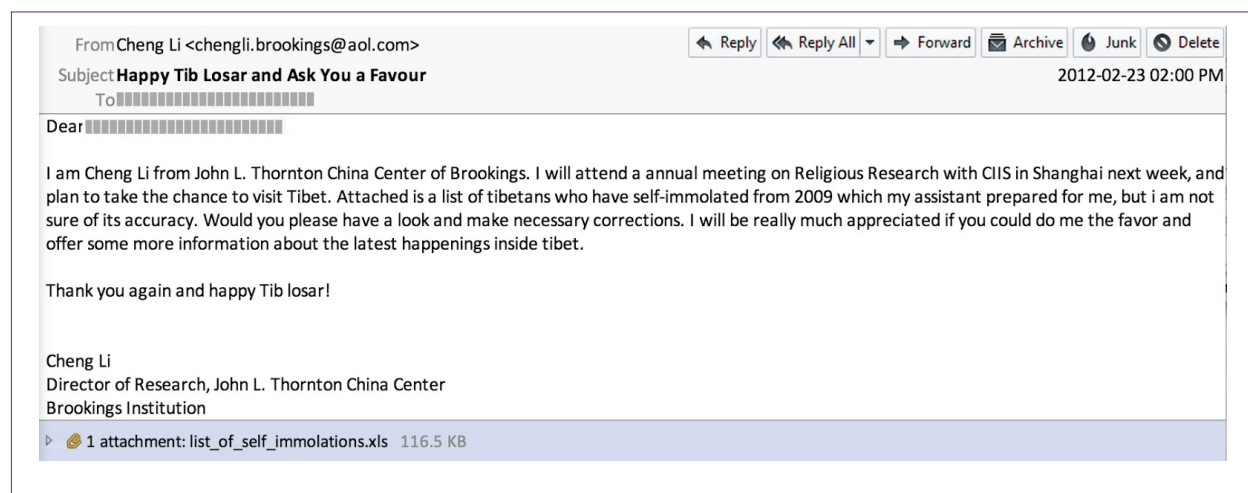 From Cheng Li <chengli.brookings@aol.com>
Reply Reply All Forward Archive Junk Delete
Subject Happy Tib Losar and Ask You a Favour
2012-02-23 02:00 PM
To
Dear
I am Cheng Li from John L. Thornton China Center of Brookings. I will attend a annual meeting on Religious Research with CIIS in Shanghai next week, and
plan to take the chance to visit Tibet. Attached is a list of tibetans who have self-immolated from 2009 which my assistant prepared for me, but i am not
sure of its accuracy. Would you please have a look and make necessary corrections. I will be really much appreciated if you could do me the favor and
offer some more information about the latest happenings inside tibet.
Thank you again and happy Tib losar!
Cheng Li
Director of Research, John L. Thornton China Center
Brookings Institution
1 attachment: list_of_self_immolations.xls 116.5 KB